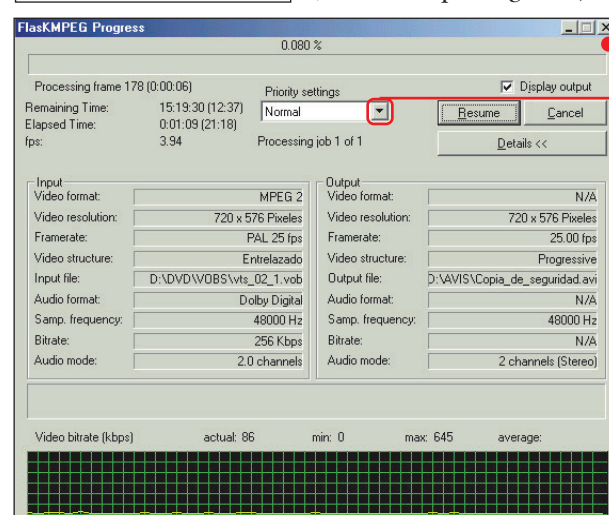 FlasKMPEG Progress
0.080 %
Processing frame 178 (0:00:06)
Priority settings
Display output
Remaining Time: 15:19:30 (12:37)
Normal
Resume
Cancel
Elapsed Time: 0:01:09 (21:18)
fps: 3.94
Processing job 1 of 1
Details <<
Input
Video format: MPEG 2
Video resolution: 720 x 576 Pixeles
Framerate: PAL 25 fps
Video structure: Entrelazado
Input file: D:\DVD\VOBS\vts_02_1.vob
Audio format: Dolby Digital
Samp. frequency: 48000 Hz
Bitrate: 256 Kbps
Audio mode: 2.0 channels
Output
Video format: N/A
Video resolution: 720 x 576 Pixeles
Framerate: 25.00 fps
Video structure: Progressive
Output file: D:\AVIS\Copia_de_seguridad.avi
Audio format: N/A
Samp. frequency: 48000 Hz
Bitrate: N/A
Audio mode: 2 channels (Stereo)
Video bitrate (kbps) actual: 86 min: 0 max: 645 average: